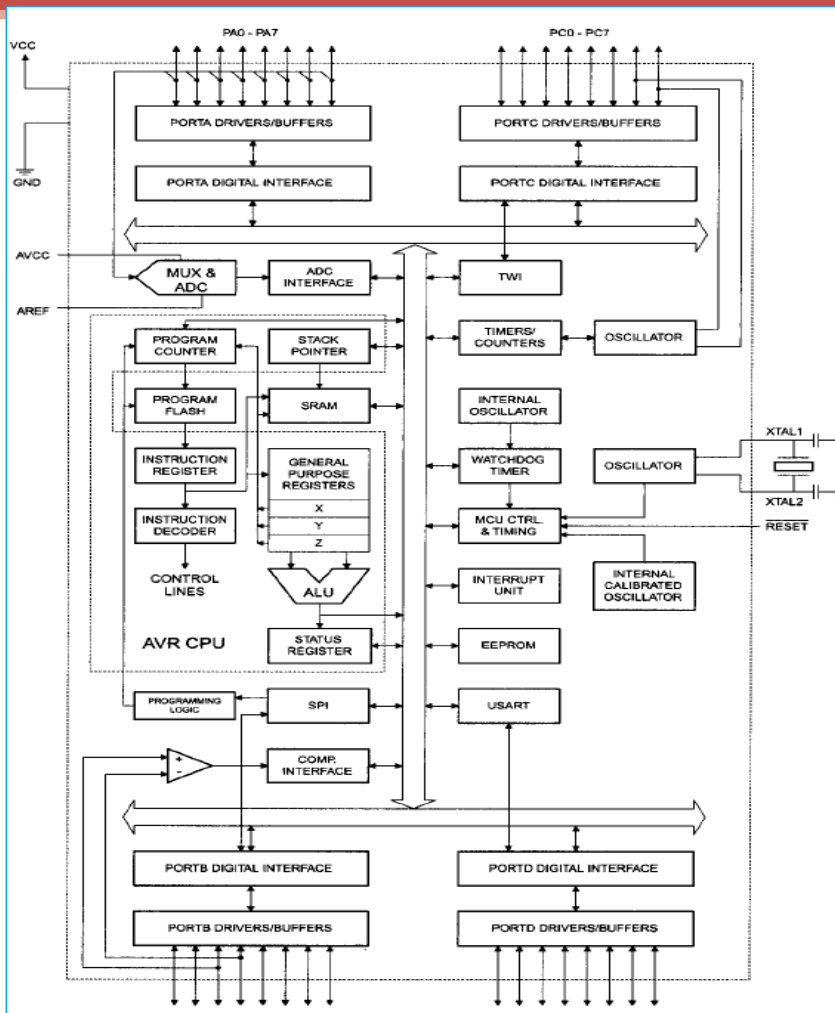 PA0 - PA7
PC0 - PC7
VCC
PORTA DRIVERS/BUFFERS
PORTC DRIVERS/BUFFERS
GND
PORTA DIGITAL INTERFACE
PORTC DIGITAL INTERFACE
AVCC
MUX &
ADC
ADC
INTERFACE
TWI
AREF
PROGRAM
COUNTER
STACK
POINTER
TIMERS/
COUNTERS
OSCILLATOR
PROGRAM
FLASH
SRAM
INTERNAL
OSCILLATOR
XTAL1
INSTRUCTION
REGISTER
GENERAL
PURPOSE
REGISTERS
WATCHDOG
TIMER
OSCILLATOR
XTAL2
X
INSTRUCTION
DECODER
Y
MCU CTRL.
& TIMING
RESET
Z
CONTROL
LINES
ALU
INTERRUPT
UNIT
INTERNAL
CALIBRATED
OSCILLATOR
AVR CPU
STATUS
REGISTER
EEPROM
PROGRAMMING
LOGIC
SPI
USART
+
-
COMP.
INTERFACE
PORTB DIGITAL INTERFACE
PORTD DIGITAL INTERFACE
PORTB DRIVERS/BUFFERS
PORTD DRIVERS/BUFFERS